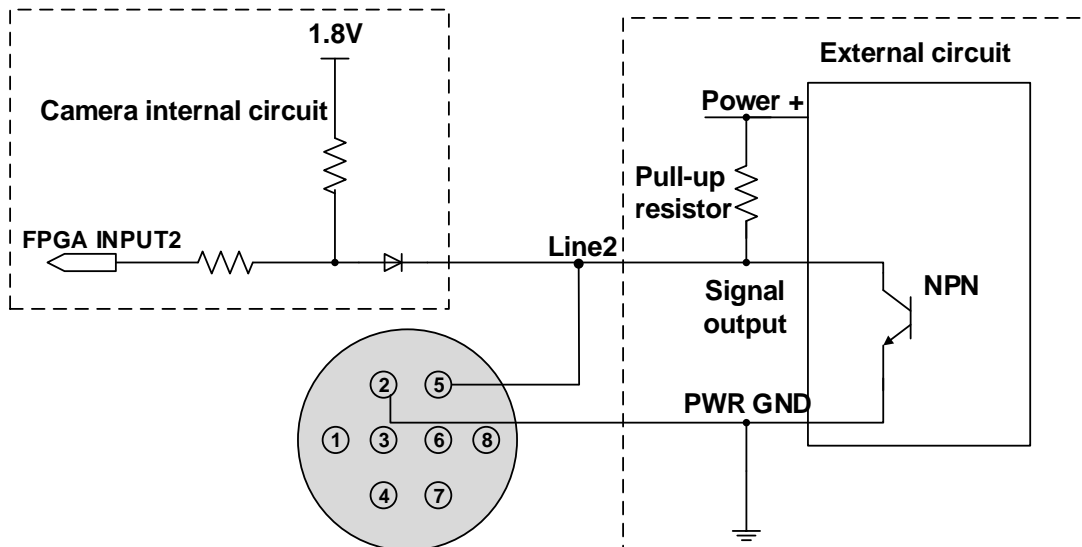 1.8V
External circuit
Camera internal circuit
Power +
Pull-up
resistor
FPGA INPUT2
Line2
Signal
output
NPN
PWR GND
2
5
1
3
6
8
4
7